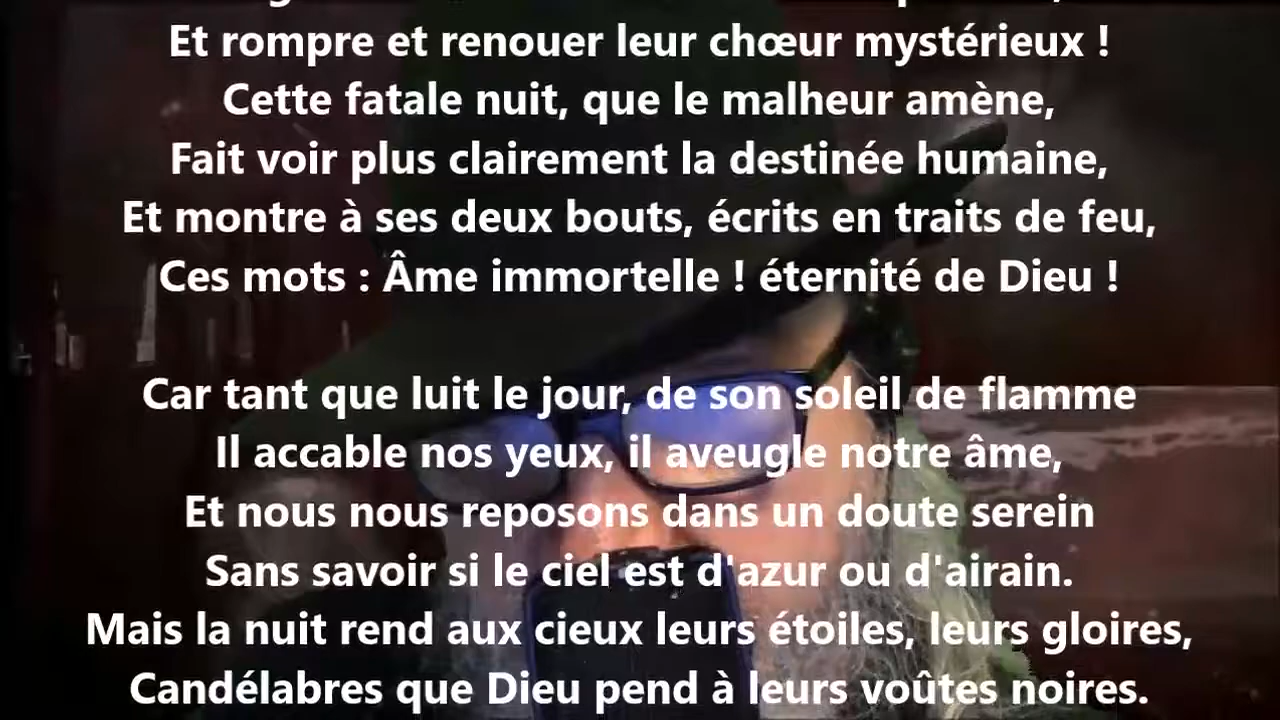 Et rompre et renouer leur chœur mystérieux !
Cette fatale nuit, que le malheur amène,
Fait voir plus clairement la destinée humaine,
Et montre à ses deux bouts, écrits en traits de feu,
Ces mots : Âme immortelle ! éternité de Dieu !
Car tant que luit le jour, de son soleil de flamme
Il accable nos yeux, il aveugle notre âme,
Et nous nous reposons dans un doute serein
Sans savoir si le ciel est d'azur ou d'airain.
Mais la nuit rend aux cieux leurs étoiles, leurs gloires,
Candélabres que Dieu pend à leurs voûtes noires.